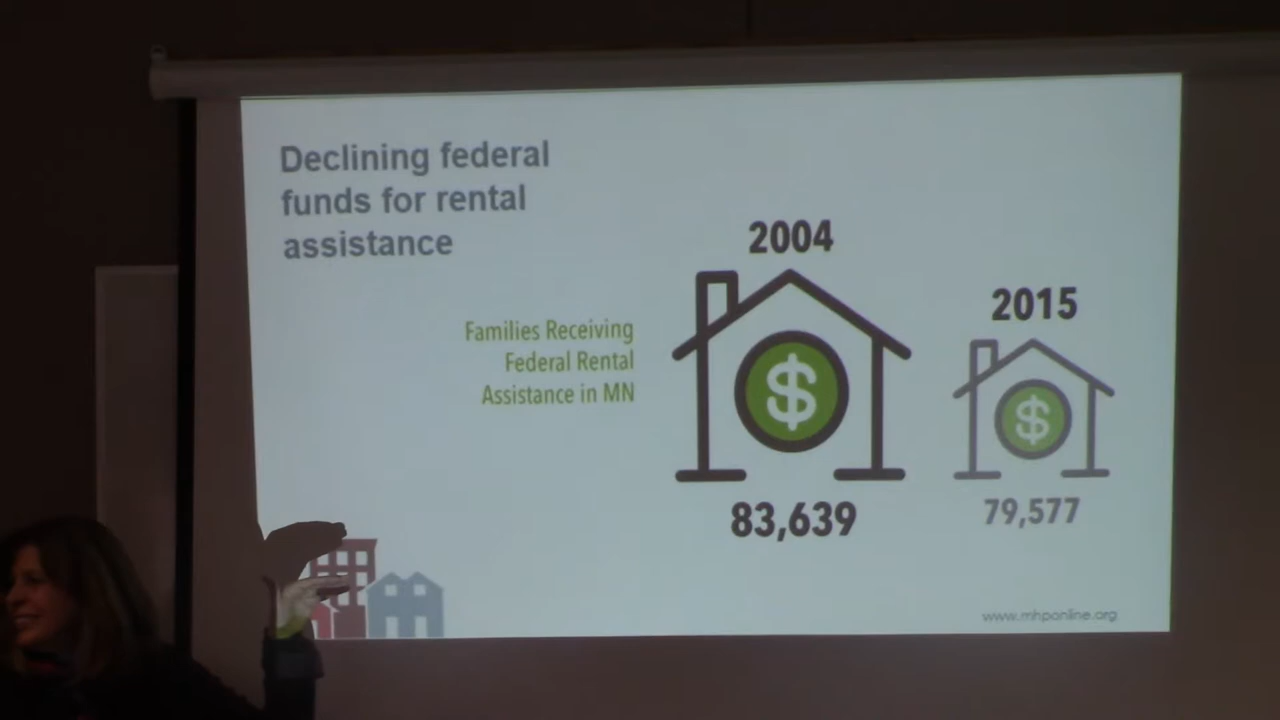 Declining federal
funds for rental
assistance
Families Receiving
Federal Rental
Assistance in MN
2004
$
83,639
2015
$
79,577
www.mhponline.org